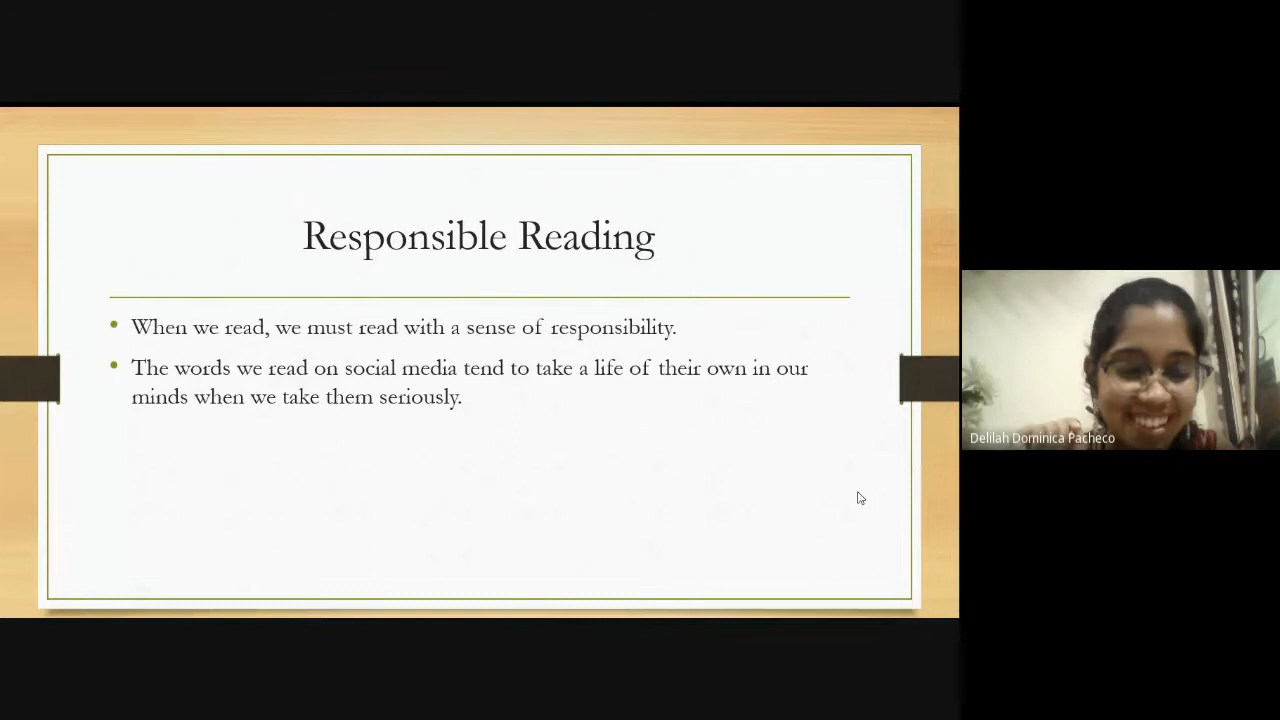 Responsible Reading
• When we read, we must read with a sense of responsibility.
• The words we read on social media tend to take a life of their own in our
minds when we take them seriously.
Delilah Dominica Pacheco